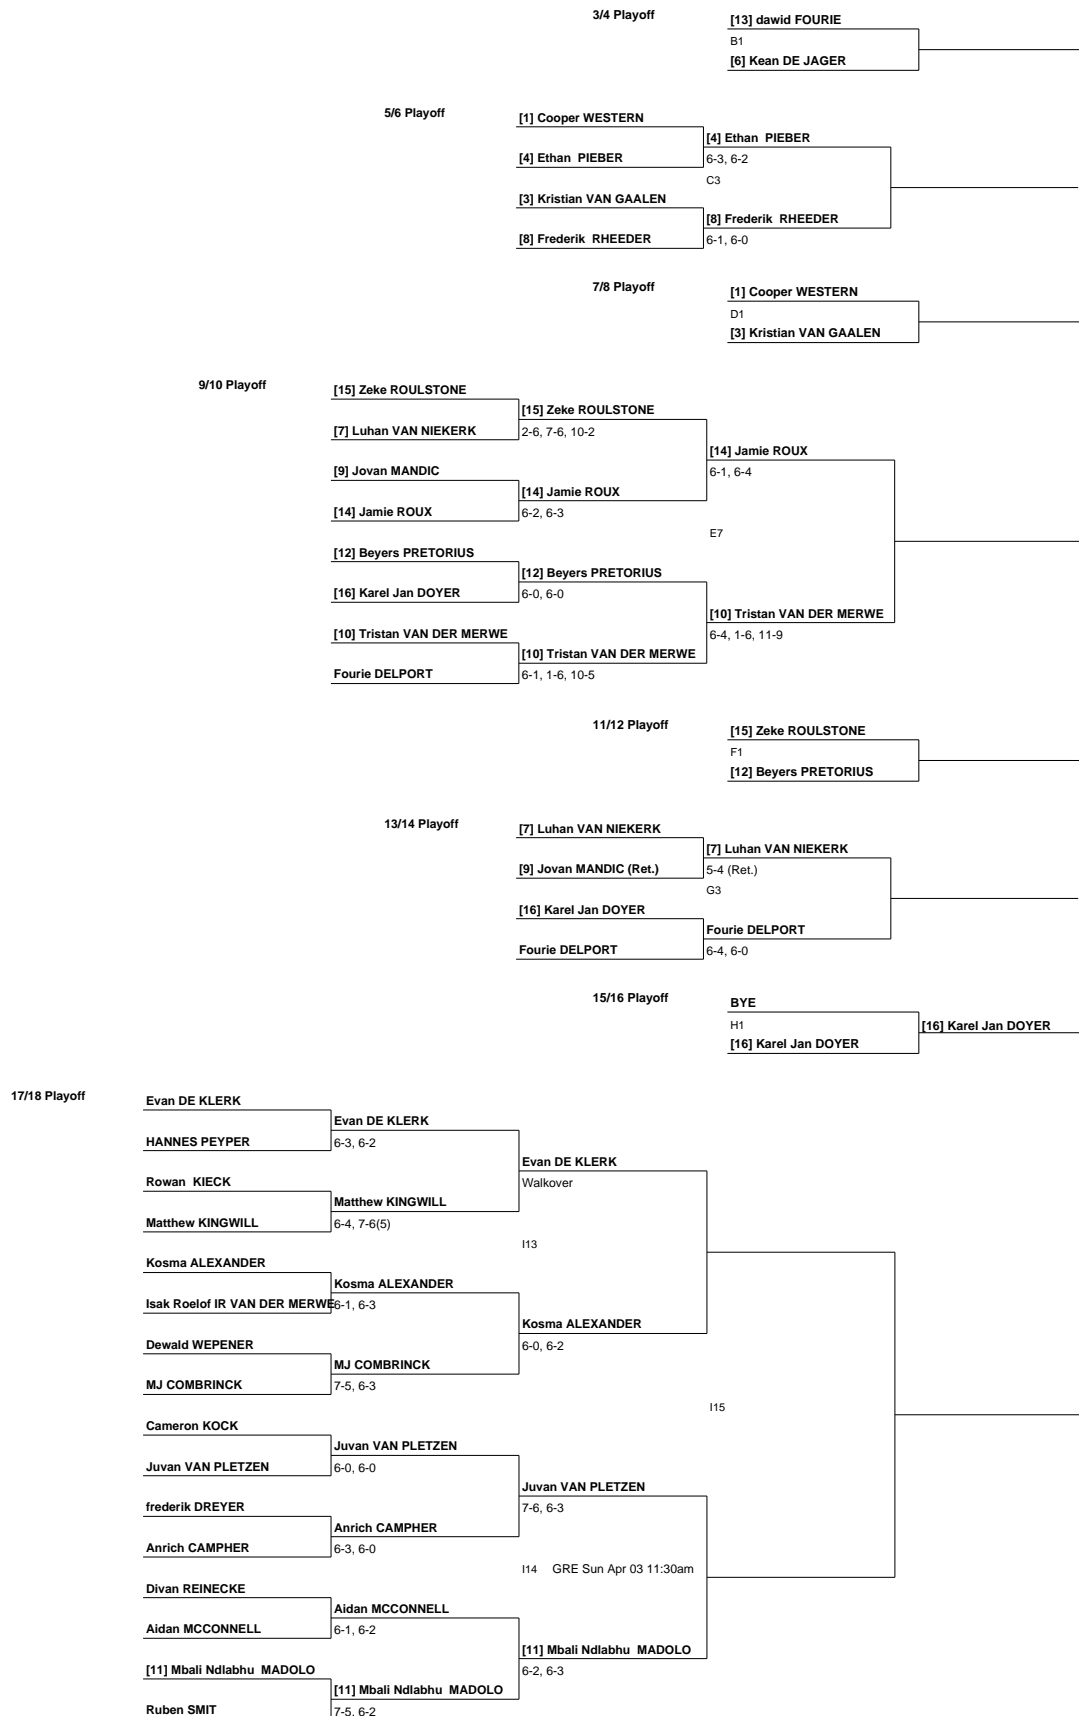 3/4 Playoff
[13] dawid FOURIE
B1
[6] Kean DE JAGER
5/6 Playoff
[1] Cooper WESTERN
[4] Ethan PIEBER
[4] Ethan PIEBER
6-3, 6-2
C3
[3] Kristian VAN GAALEN
[8] Frederik RHEEDER
[8] Frederik RHEEDER
6-1, 6-0
7/8 Playoff
[1] Cooper WESTERN
D1
[3] Kristian VAN GAALEN
9/10 Playoff
[15] Zeke ROULSTONE
[15] Zeke ROULSTONE
[7] Luhan VAN NIEKERK
2-6, 7-6, 10-2
[14] Jamie ROUX
6-1, 6-4
[9] Jovan MANDIC
[14] Jamie ROUX
[14] Jamie ROUX
6-2, 6-3
E7
[12] Beyers PRETORIUS
[12] Beyers PRETORIUS
[16] Karel Jan DOYER
6-0, 6-0
[10] Tristan VAN DER MERWE
6-4, 1-6, 11-9
[10] Tristan VAN DER MERWE
[10] Tristan VAN DER MERWE
Fourie DELPORT
6-1, 1-6, 10-5
11/12 Playoff
[15] Zeke ROULSTONE
F1
[12] Beyers PRETORIUS
13/14 Playoff
[7] Luhan VAN NIEKERK
[7] Luhan VAN NIEKERK
[9] Jovan MANDIC (Ret.)
5-4 (Ret.)
G3
[16] Karel Jan DOYER
Fourie DELPORT
Fourie DELPORT
6-4, 6-0
15/16 Playoff
BYE
H1
[16] Karel Jan DOYER
[16] Karel Jan DOYER
17/18 Playoff
Evan DE KLERK
Evan DE KLERK
HANNES PEYPER
6-3, 6-2
Evan DE KLERK
Walkover
Rowan KIECK
Matthew KINGWILL
Matthew KINGWILL
6-4, 7-6(5)
I13
Kosma ALEXANDER
Kosma ALEXANDER
Isak Roelof IR VAN DER MERWE
6-1, 6-3
Kosma ALEXANDER
6-0, 6-2
Dewald WEPENER
MJ COMBRINCK
MJ COMBRINCK
7-5, 6-3
I15
Cameron KOCK
Juvan VAN PLETZEN
Juvan VAN PLETZEN
6-0, 6-0
Juvan VAN PLETZEN
7-6, 6-3
frederik DREYER
Anrich CAMPHER
Anrich CAMPHER
6-3, 6-0
I14 GRE Sun Apr 03 11:30am
Divan REINECKE
Aidan MCCONNELL
Aidan MCCONNELL
6-1, 6-2
[11] Mbali Ndlabhu MADOLO
6-2, 6-3
[11] Mbali Ndlabhu MADOLO
[11] Mbali Ndlabhu MADOLO
Ruben SMIT
7-5, 6-2